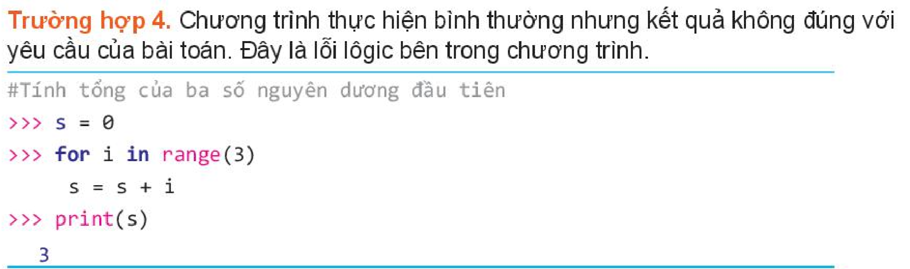 Trường hợp 4. Chương trình thực hiện bình thường nhưng kết quả không đúng với
yêu cầu của bài toán. Đây là lỗi lôgic bên trong chương trình.
#Tính tổng của ba số nguyên dương đầu tiên
>>> s = 0
>>> for i in range(3)
s = s + i
>>> print(s)
3